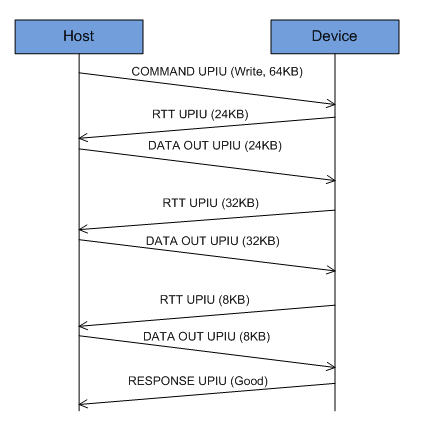 Host
Device
COMMAND UPIU (Write, 64KB)
RTT UPIU (24KB)
DATA OUT UPIU (24KB)
RTT UPIU (32KB)
DATA OUT UPIU (32KB)
RTT UPIU (8KB)
DATA OUT UPIU (8KB)
RESPONSE UPIU (Good)